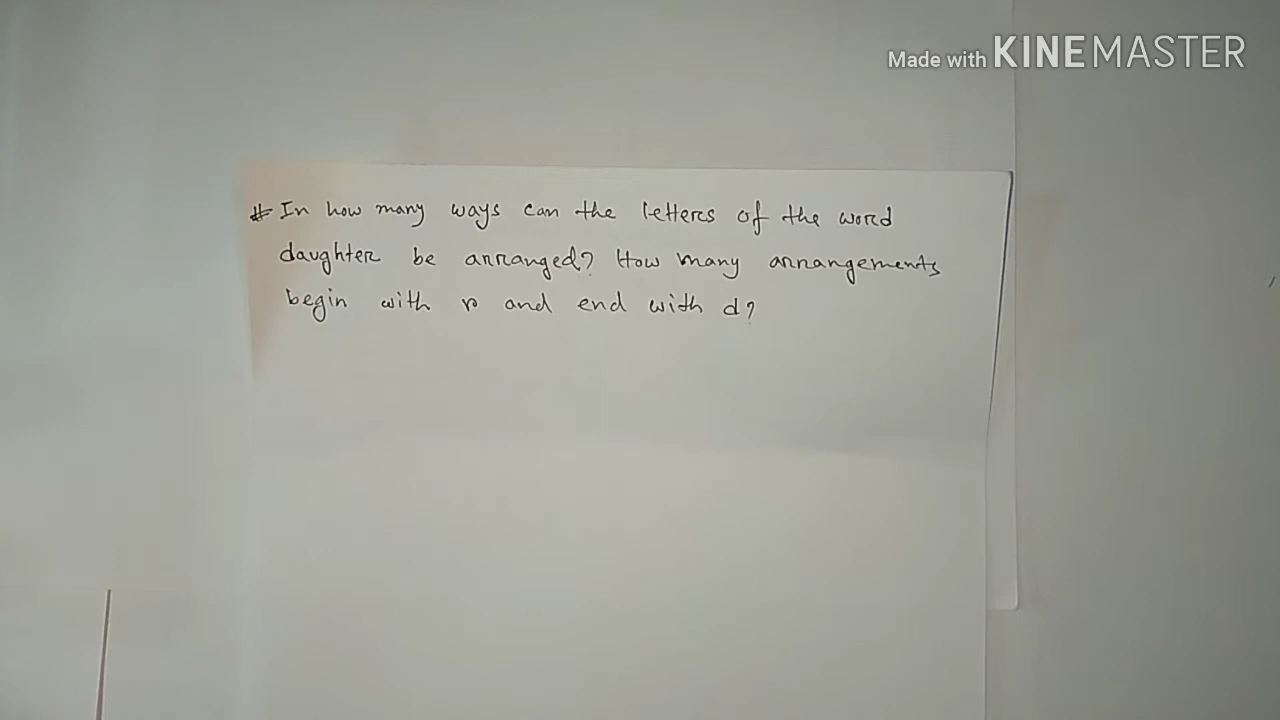 Made with KINEMASTER
# In how many ways can the letters of the word
daughter be arranged? How many arrangements
begin with r and end with d?